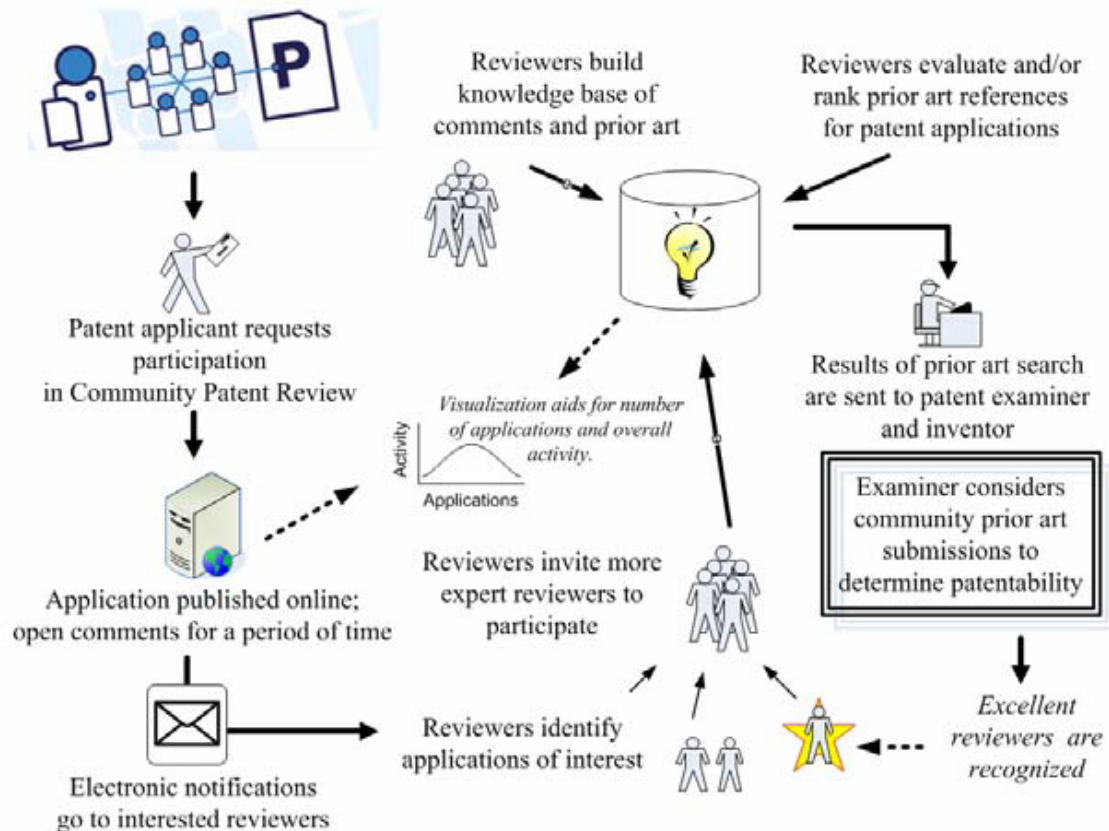 P
Patent applicant requests
participation
in Community Patent Review
Application published online;
open comments for a period of time
Electronic notifications
go to interested reviewers
Reviewers build
knowledge base of
comments and prior art
Reviewers evaluate and/or
rank prior art references
for patent applications
Visualization aids for number
of applications and overall
activity.
Activity
Applications
Reviewers invite more
expert reviewers to
participate
Reviewers identify
applications of interest
Results of prior art search
are sent to patent examiner
and inventor
Examiner considers
community prior art
submissions to
determine patentability
Excellent
reviewers are
recognized